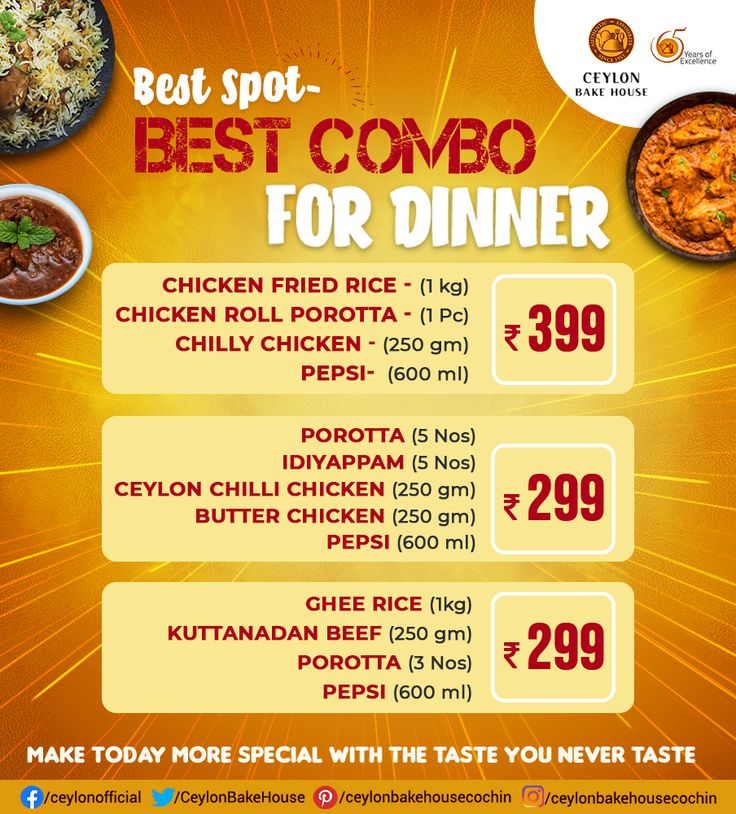 CEYLON
BAKE HOUSE
65 Years of
Excellence
Best Spot-
BEST COMBO
FOR DINNER
CHICKEN FRIED RICE - (1 kg)
CHICKEN ROLL POROTTA - (1 Pc)
CHILLY CHICKEN - (250 gm)
PEPSI- (600 ml)
₹ 399
POROTTA (5 Nos)
IDIYAPPAM (5 Nos)
CEYLON CHILLI CHICKEN (250 gm)
BUTTER CHICKEN (250 gm)
PEPSI (600 ml)
₹ 299
GHEE RICE (1kg)
KUTTANADAN BEEF (250 gm)
POROTTA (3 Nos)
PEPSI (600 ml)
₹ 299
MAKE TODAY MORE SPECIAL WITH THE TASTE YOU NEVER TASTE
/ceylonofficial /CeylonBakeHouse /ceylonbakehousecochin /ceylonbakehousecochin